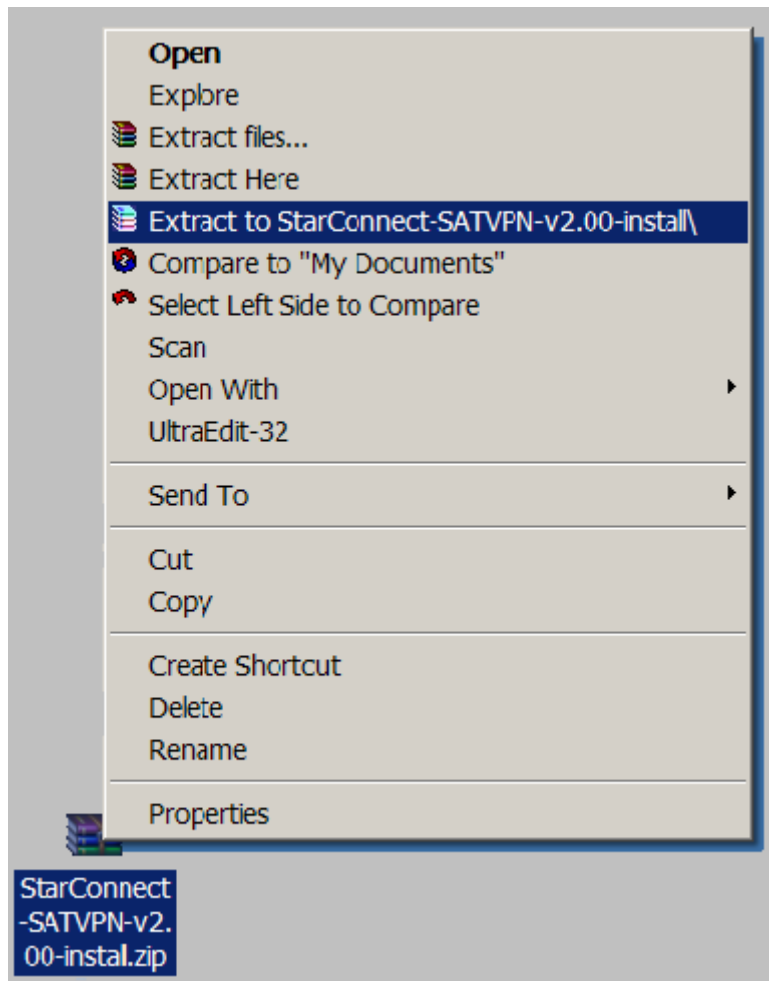 Open
Explore
Extract files...
Extract Here
Extract to StarConnect-SATVPN-v2.00-install\
Compare to "My Documents"
Select Left Side to Compare
Scan
Open With
UltraEdit-32
Send To
Cut
Copy
Create Shortcut
Delete
Rename
Properties
StarConnect
-SATVPN-v2.
00-install.zip